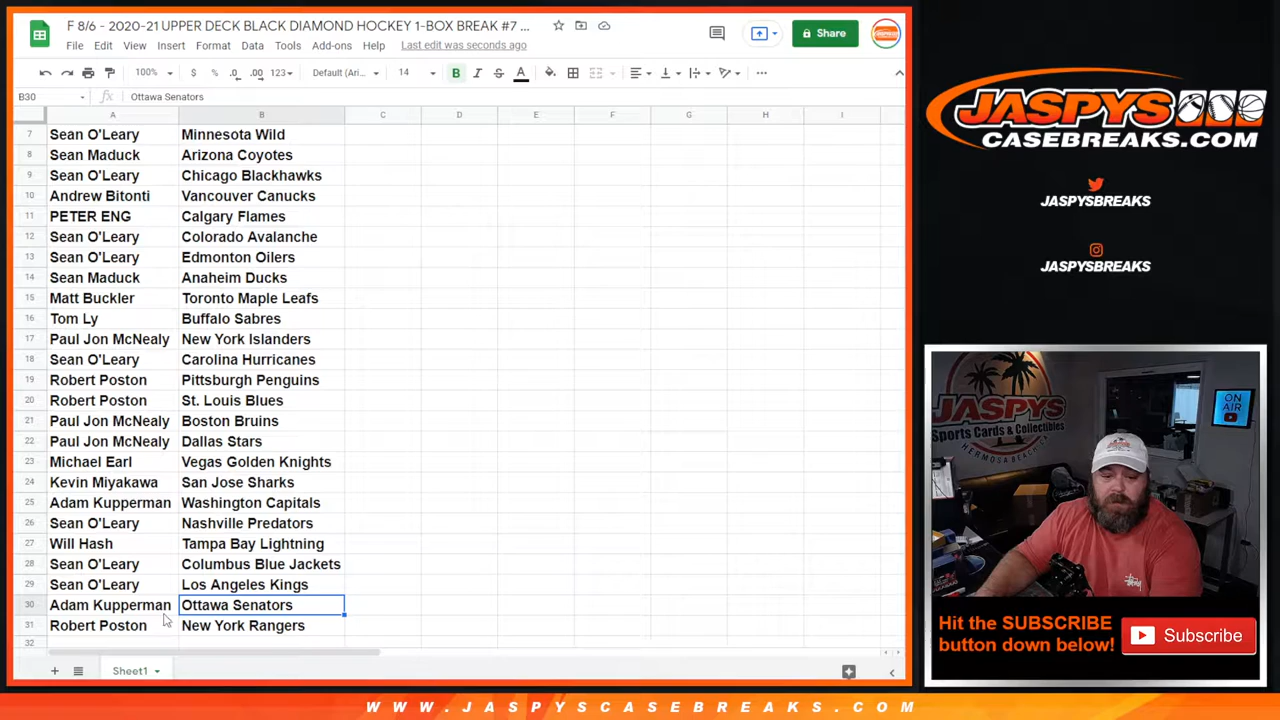 F 8/6 - 2020-21 UPPER DECK BLACK DIAMOND HOCKEY 1-BOX BREAK #7 ...
File Edit View Insert Format Data Tools Add-ons Help Last edit was seconds ago
Share
100% $ % .0 .00 123 Default (Ari... 14 B I S A
B30 fx Ottawa Senators
A B C D E F G H I
7 Sean O'Leary Minnesota Wild
8 Sean Maduck Arizona Coyotes
9 Sean O'Leary Chicago Blackhawks
10 Andrew Bitonti Vancouver Canucks
11 PETER ENG Calgary Flames
12 Sean O'Leary Colorado Avalanche
13 Sean O'Leary Edmonton Oilers
14 Sean Maduck Anaheim Ducks
15 Matt Buckler Toronto Maple Leafs
16 Tom Ly Buffalo Sabres
17 Paul Jon McNealy New York Islanders
18 Sean O'Leary Carolina Hurricanes
19 Robert Poston Pittsburgh Penguins
20 Robert Poston St. Louis Blues
21 Paul Jon McNealy Boston Bruins
22 Paul Jon McNealy Dallas Stars
23 Michael Earl Vegas Golden Knights
24 Kevin Miyakawa San Jose Sharks
25 Adam Kupperman Washington Capitals
26 Sean O'Leary Nashville Predators
27 Will Hash Tampa Bay Lightning
28 Sean O'Leary Columbus Blue Jackets
29 Sean O'Leary Los Angeles Kings
30 Adam Kupperman Ottawa Senators
31 Robert Poston New York Rangers
32
Sheet1
JASPYS
CASEBREAKS.COM
JASPYSBREAKS
JASPYSBREAKS
JASPYS
Sports Cards & Collectibles
HERMOSA BEACH CA
ON
AIR
Hit the SUBSCRIBE
button down below!
Subscribe
WWW.JASPYSCASEBREAKS.COM